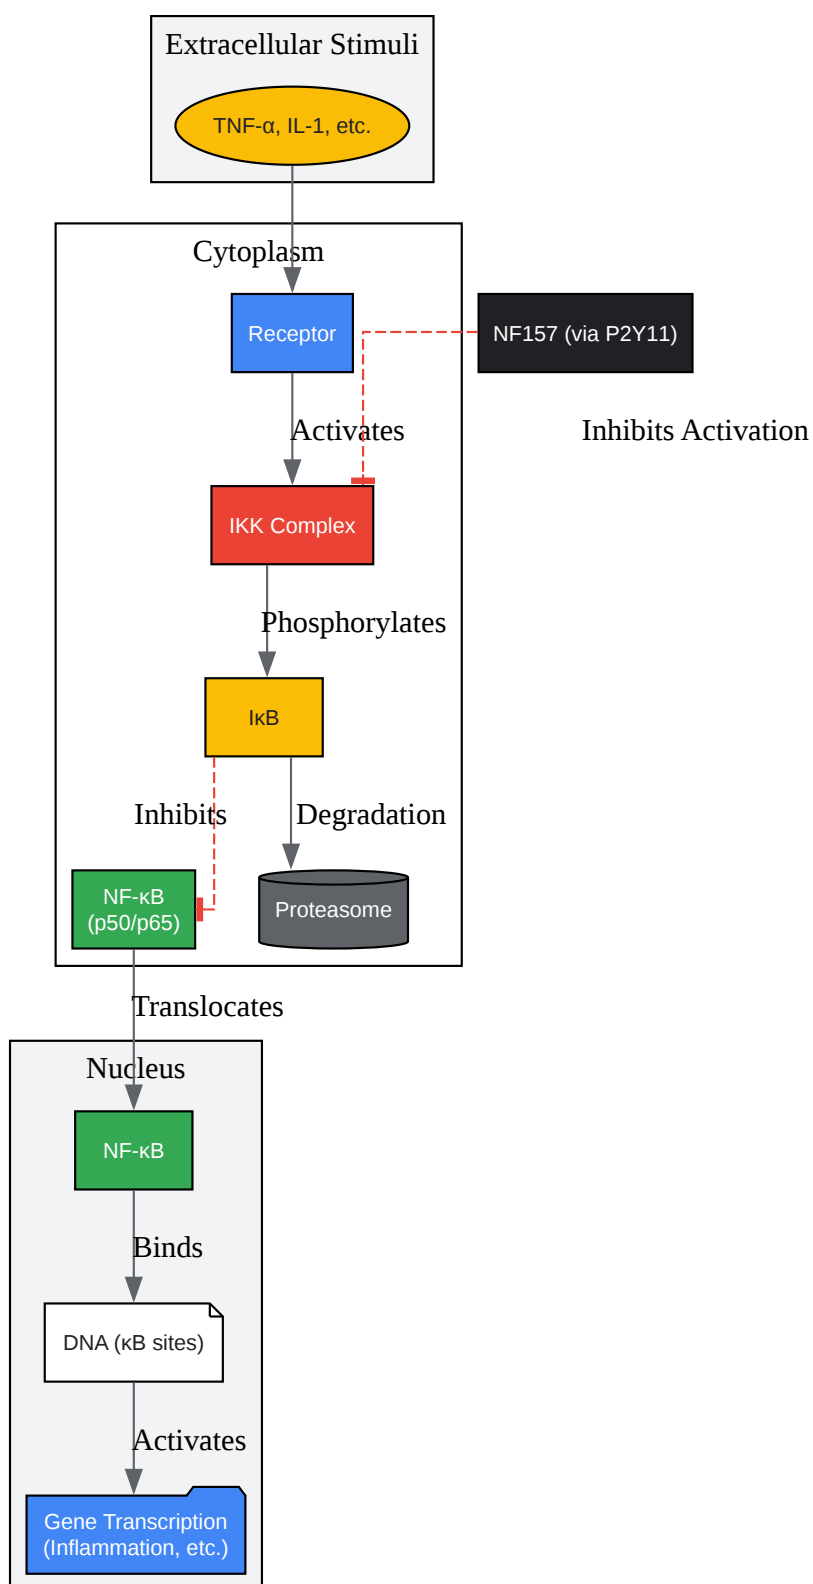 Extracellular Stimuli
TNF-α, IL-1, etc.
Cytoplasm
Receptor
NF157 (via P2Y11)
Activates
Inhibits Activation
IKK Complex
Phosphorylates
IκB
Inhibits
Degradation
NF-κB
(p50/p65)
Proteasome
Translocates
Nucleus
NF-κB
Binds
DNA (κB sites)
Activates
Gene Transcription
(Inflammation, etc.)